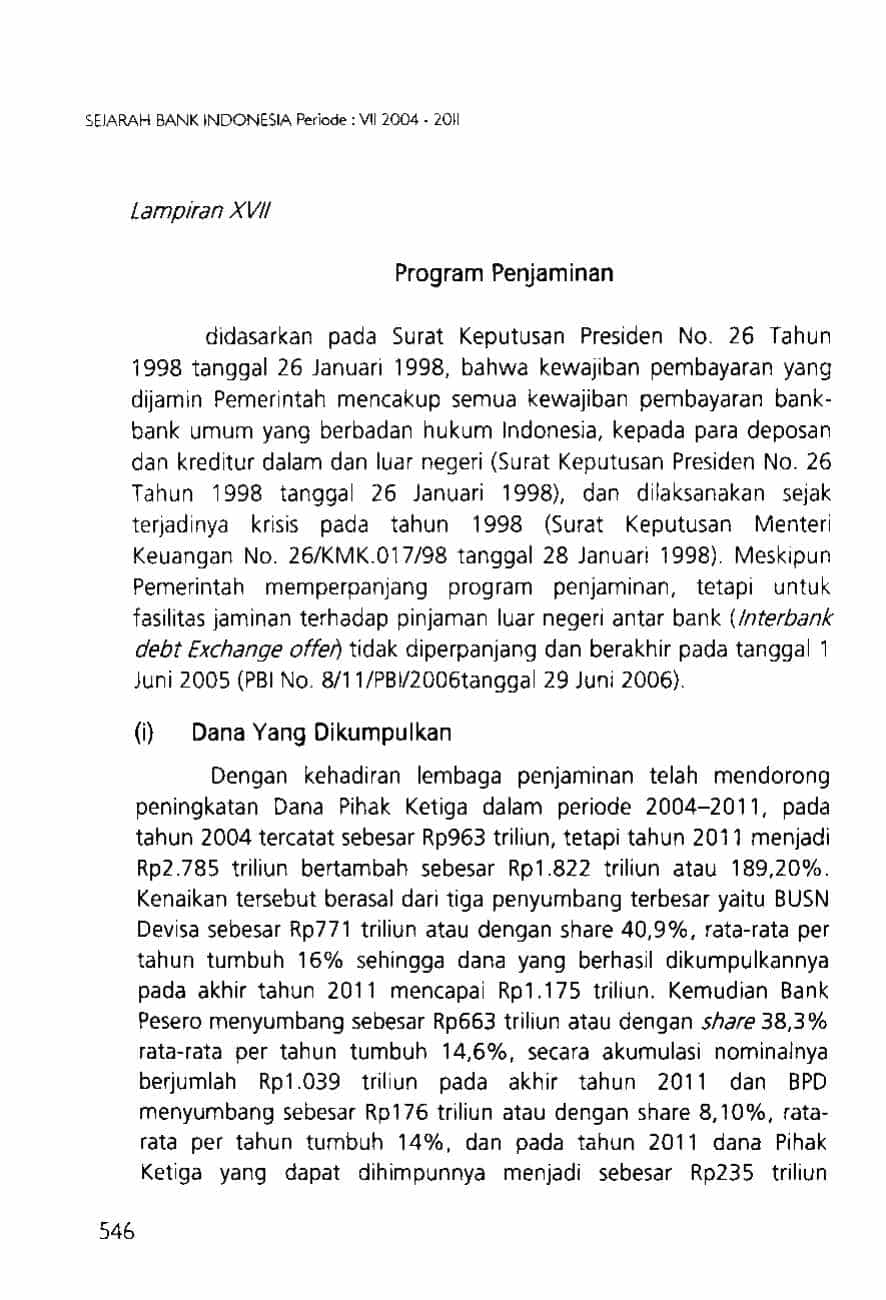 SEJARAH BANK INDONESIA Periode : VII 2004 - 2011
Lampiran XVII
Program Penjaminan
didasarkan pada Surat Keputusan Presiden No. 26 Tahun
1998 tanggal 26 Januari 1998, bahwa kewajiban pembayaran yang
dijamin Pemerintah mencakup semua kewajiban pembayaran bank-
bank umum yang berbadan hukum Indonesia, kepada para deposan
dan kreditur dalam dan luar negeri (Surat Keputusan Presiden No. 26
Tahun 1998 tanggal 26 Januari 1998), dan dilaksanakan sejak
terjadinya krisis pada tahun 1998 (Surat Keputusan Menteri
Keuangan No. 26/KMK.017/98 tanggal 28 Januari 1998). Meskipun
Pemerintah memperpanjang program penjaminan, tetapi untuk
fasilitas jaminan terhadap pinjaman luar negeri antar bank (Interbank
debt Exchange offer) tidak diperpanjang dan berakhir pada tanggal 1
Juni 2005 (PBI No. 8/11/PBI/2006tanggal 29 Juni 2006).
(i) Dana Yang Dikumpulkan
Dengan kehadiran lembaga penjaminan telah mendorong
peningkatan Dana Pihak Ketiga dalam periode 2004–2011, pada
tahun 2004 tercatat sebesar Rp963 triliun, tetapi tahun 2011 menjadi
Rp2.785 triliun bertambah sebesar Rp1.822 triliun atau 189,20%.
Kenaikan tersebut berasal dari tiga penyumbang terbesar yaitu BUSN
Devisa sebesar Rp771 triliun atau dengan share 40,9%, rata-rata per
tahun tumbuh 16% sehingga dana yang berhasil dikumpulkannya
pada akhir tahun 2011 mencapai Rp1.175 triliun. Kemudian Bank
Pesero menyumbang sebesar Rp663 triliun atau dengan share 38,3%
rata-rata per tahun tumbuh 14,6%, secara akumulasi nominalnya
berjumlah Rp1.039 triliun pada akhir tahun 2011 dan BPD
menyumbang sebesar Rp176 triliun atau dengan share 8,10%, rata-
rata per tahun tumbuh 14%, dan pada tahun 2011 dana Pihak
Ketiga yang dapat dihimpunnya menjadi sebesar Rp235 triliun
546